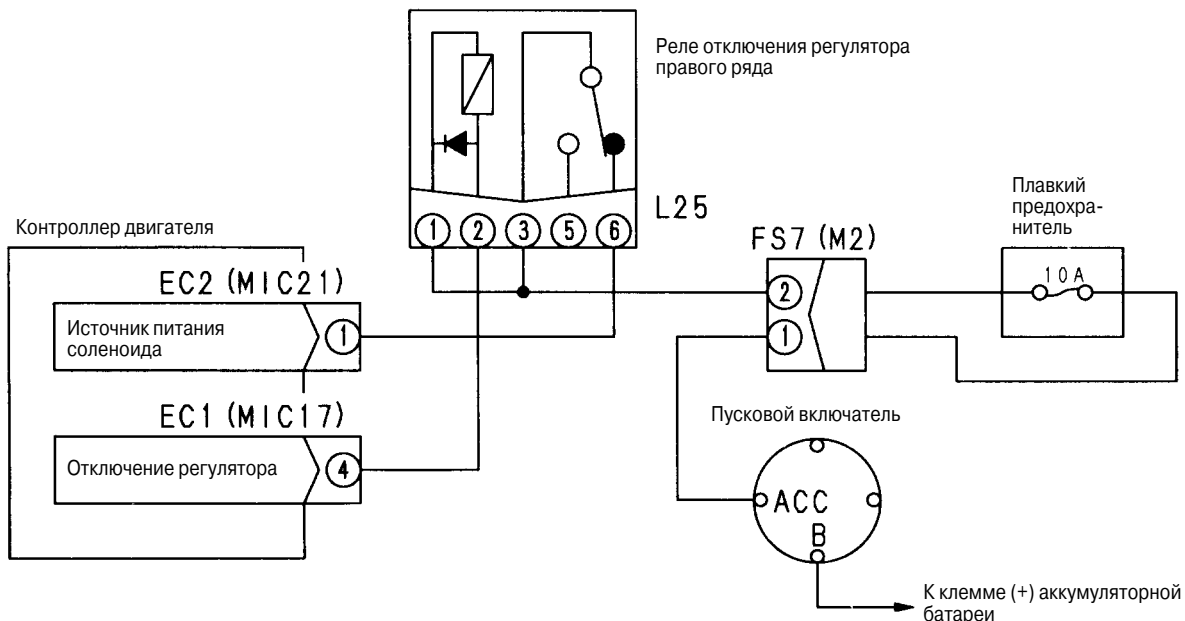 Реле отключения регулятора
правого ряда
L25
1 2 3 5 6
Контроллер двигателя
EC2 (MIC21)
Источник питания
соленоида
1
EC1 (MIC17)
Отключение регулятора
4
FS7 (M2)
2
1
Плавкий
предохра-
нитель
10A
Пусковой включатель
ACC
B
К клемме (+) аккумуляторной
батареи